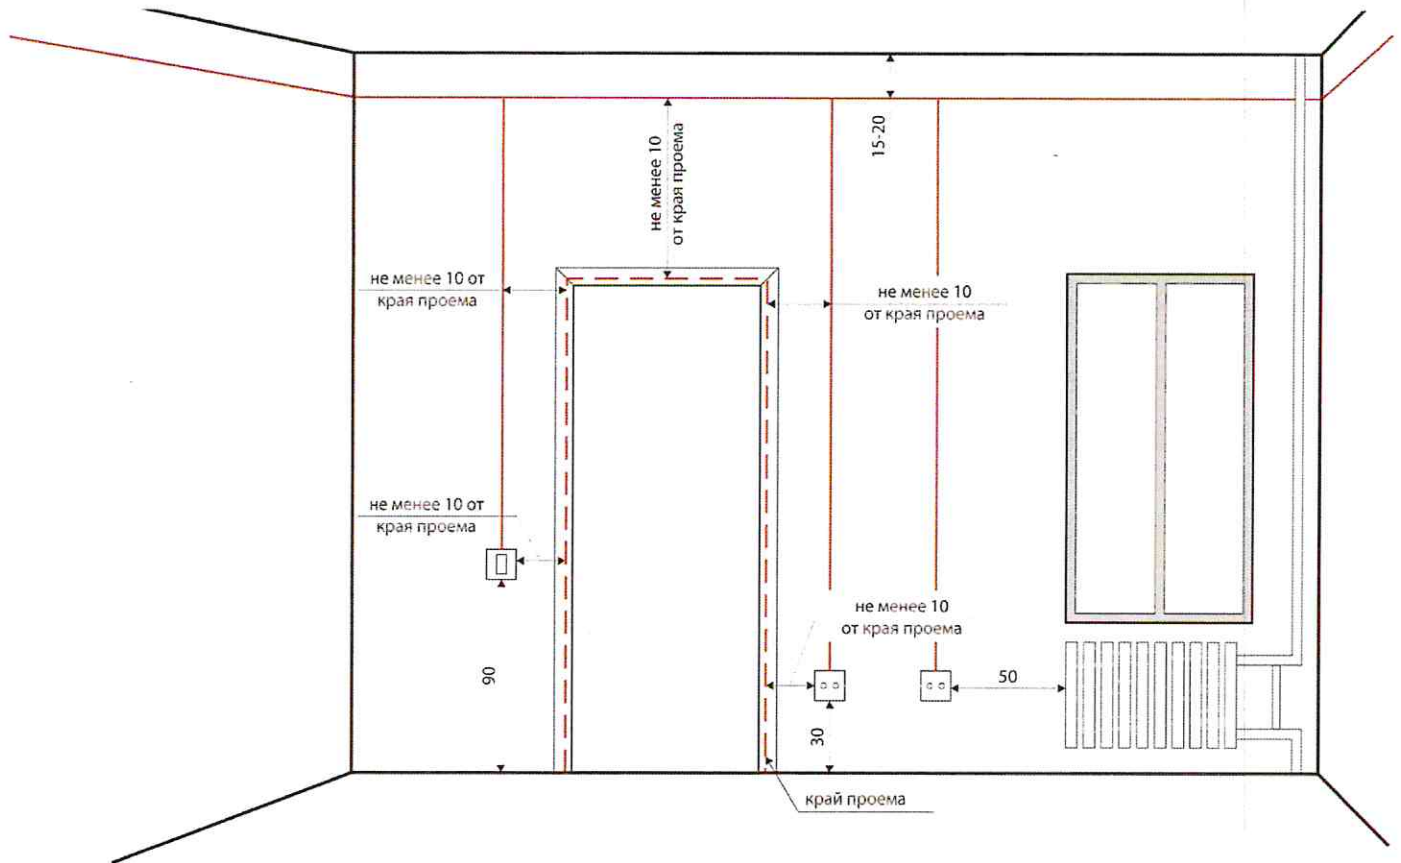 не менее 10
от края проема
15-20
не менее 10 от
края проема
не менее 10
от края проема
не менее 10 от
края проема
не менее 10
от края проема
90
50
30
край проема